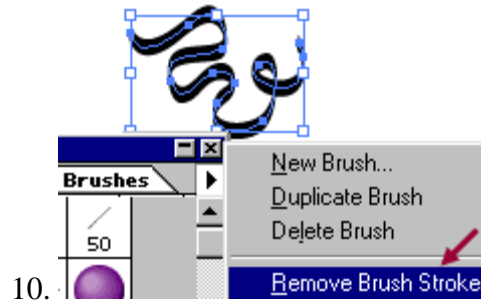 New Brush...
Brushes
Duplicate Brush
50
Delete Brush
10.
Remove Brush Stroke